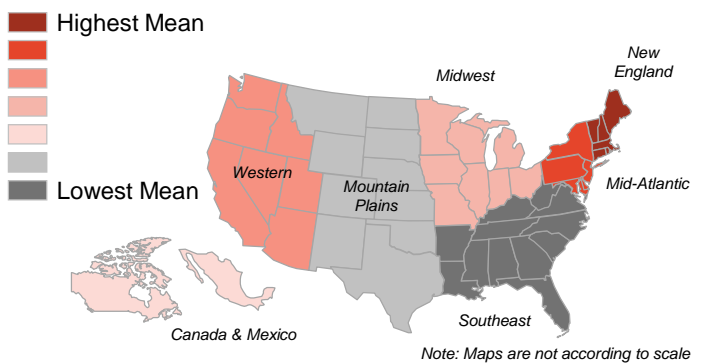 Highest Mean
Lowest Mean
New
England
Midwest
Western
Mountain
Plains
Mid-Atlantic
Southeast
Canada & Mexico
Note: Maps are not according to scale